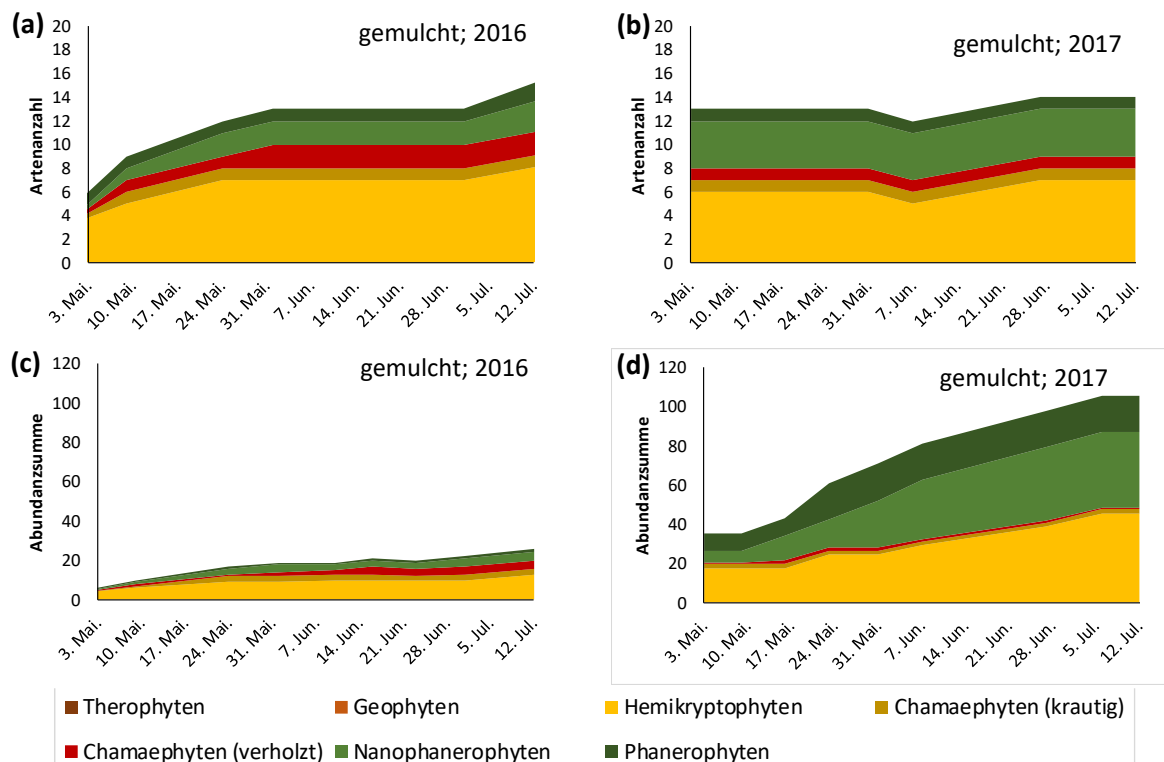 (a)
gemulcht; 2016
Artenanzahl
20
18
16
14
12
10
8
6
4
2
0
3. Mai.
10. Mai.
17. Mai.
24. Mai.
31. Mai.
7. Jun.
14. Jun.
21. Jun.
28. Jun.
5. Jul.
12. Jul.
(b)
gemulcht; 2017
Artenanzahl
20
18
16
14
12
10
8
6
4
2
0
3. Mai.
10. Mai.
17. Mai.
24. Mai.
31. Mai.
7. Jun.
14. Jun.
21. Jun.
28. Jun.
5. Jul.
12. Jul.
(c)
gemulcht; 2016
Abundanzsumme
120
100
80
60
40
20
0
3. Mai.
10. Mai.
17. Mai.
24. Mai.
31. Mai.
7. Jun.
14. Jun.
21. Jun.
28. Jun.
5. Jul.
12. Jul.
(d)
gemulcht; 2017
Abundanzsumme
120
100
80
60
40
20
0
3. Mai.
10. Mai.
17. Mai.
24. Mai.
31. Mai.
7. Jun.
14. Jun.
21. Jun.
28. Jun.
5. Jul.
12. Jul.
Therophyten Geophyten Hemikryptophyten Chamaephyten (krautig)
Chamaephyten (verholzt) Nanophanerophyten Phanerophyten